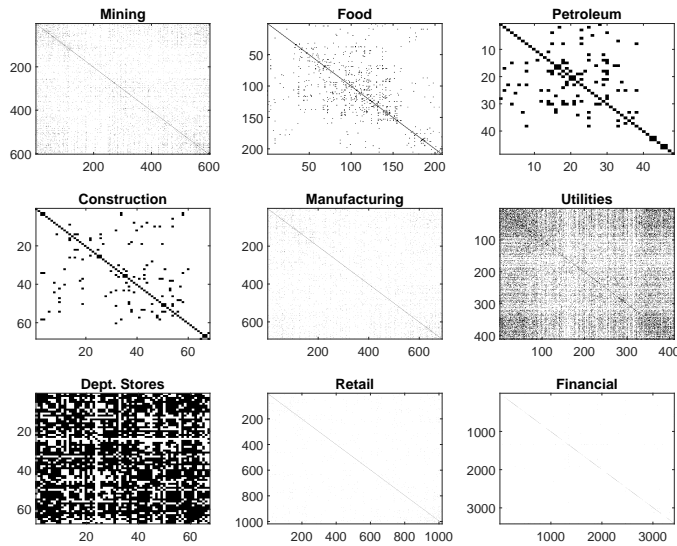 Mining
200
400
600
200 400 600
Food
50
100
150
200
50 100 150 200
Petroleum
10
20
30
40
10 20 30 40
Construction
20
40
60
20 40 60
Manufacturing
200
400
600
200 400 600
Utilities
100
200
300
400
100 200 300 400
Dept. Stores
20
40
60
20 40 60
Retail
200
400
600
800
1000
200 400 600 800 1000
Financial
1000
2000
3000
1000 2000 3000